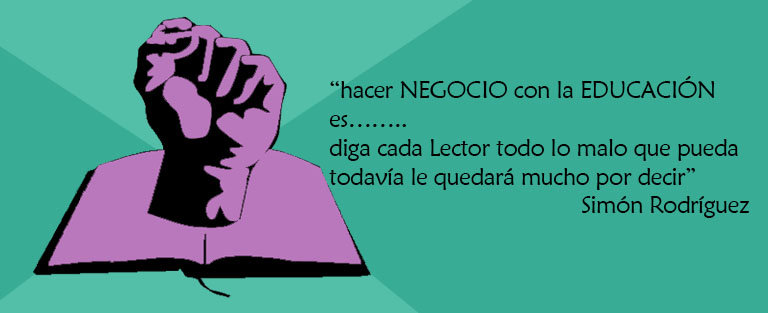 “hacer NEGOCIO con la EDUCACIÓN
es……..
diga cada Lector todo lo malo que pueda
todavía le quedará mucho por decir”
Simón Rodríguez